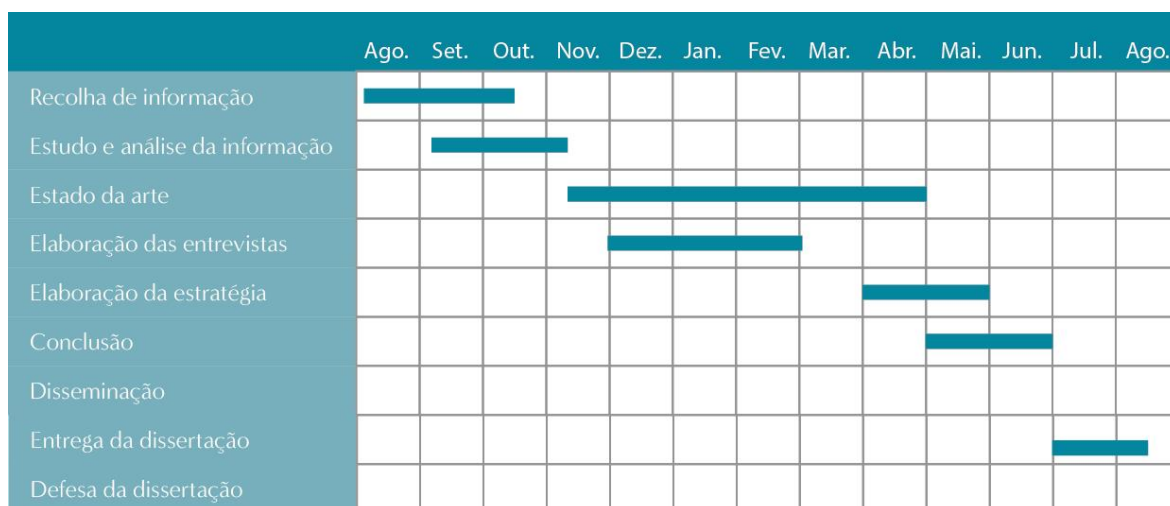 Ago. Set. Out. Nov. Dez. Jan. Fev. Mar. Abr. Mai. Jun. Jul. Ago.
Recolha de informação
Estudo e análise da informação
Estado da arte
Elaboração das entrevistas
Elaboração da estratégia
Conclusão
Disseminação
Entrega da dissertação
Defesa da dissertação